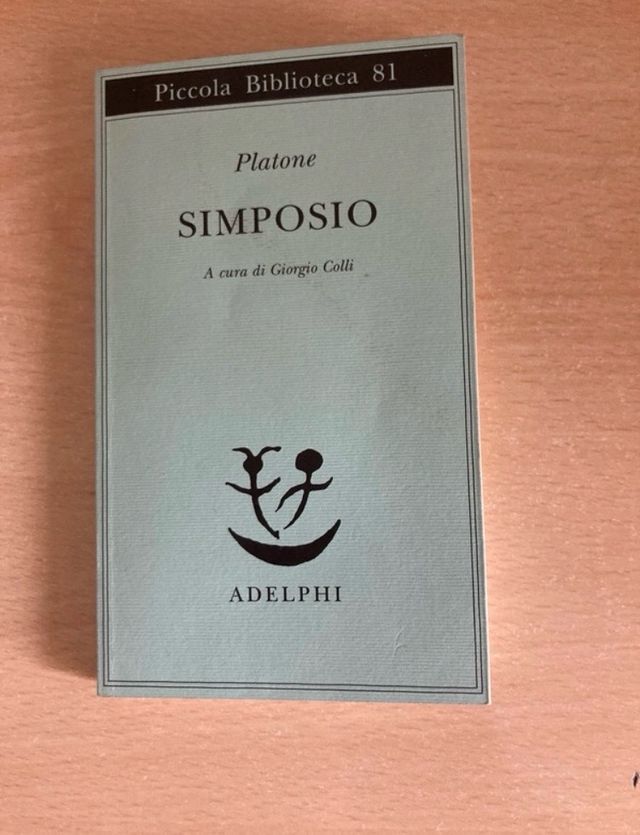 Piccola Biblioteca 81
Platone
SIMPOSIO
A cura di Giorgio Colli
ADELPHI